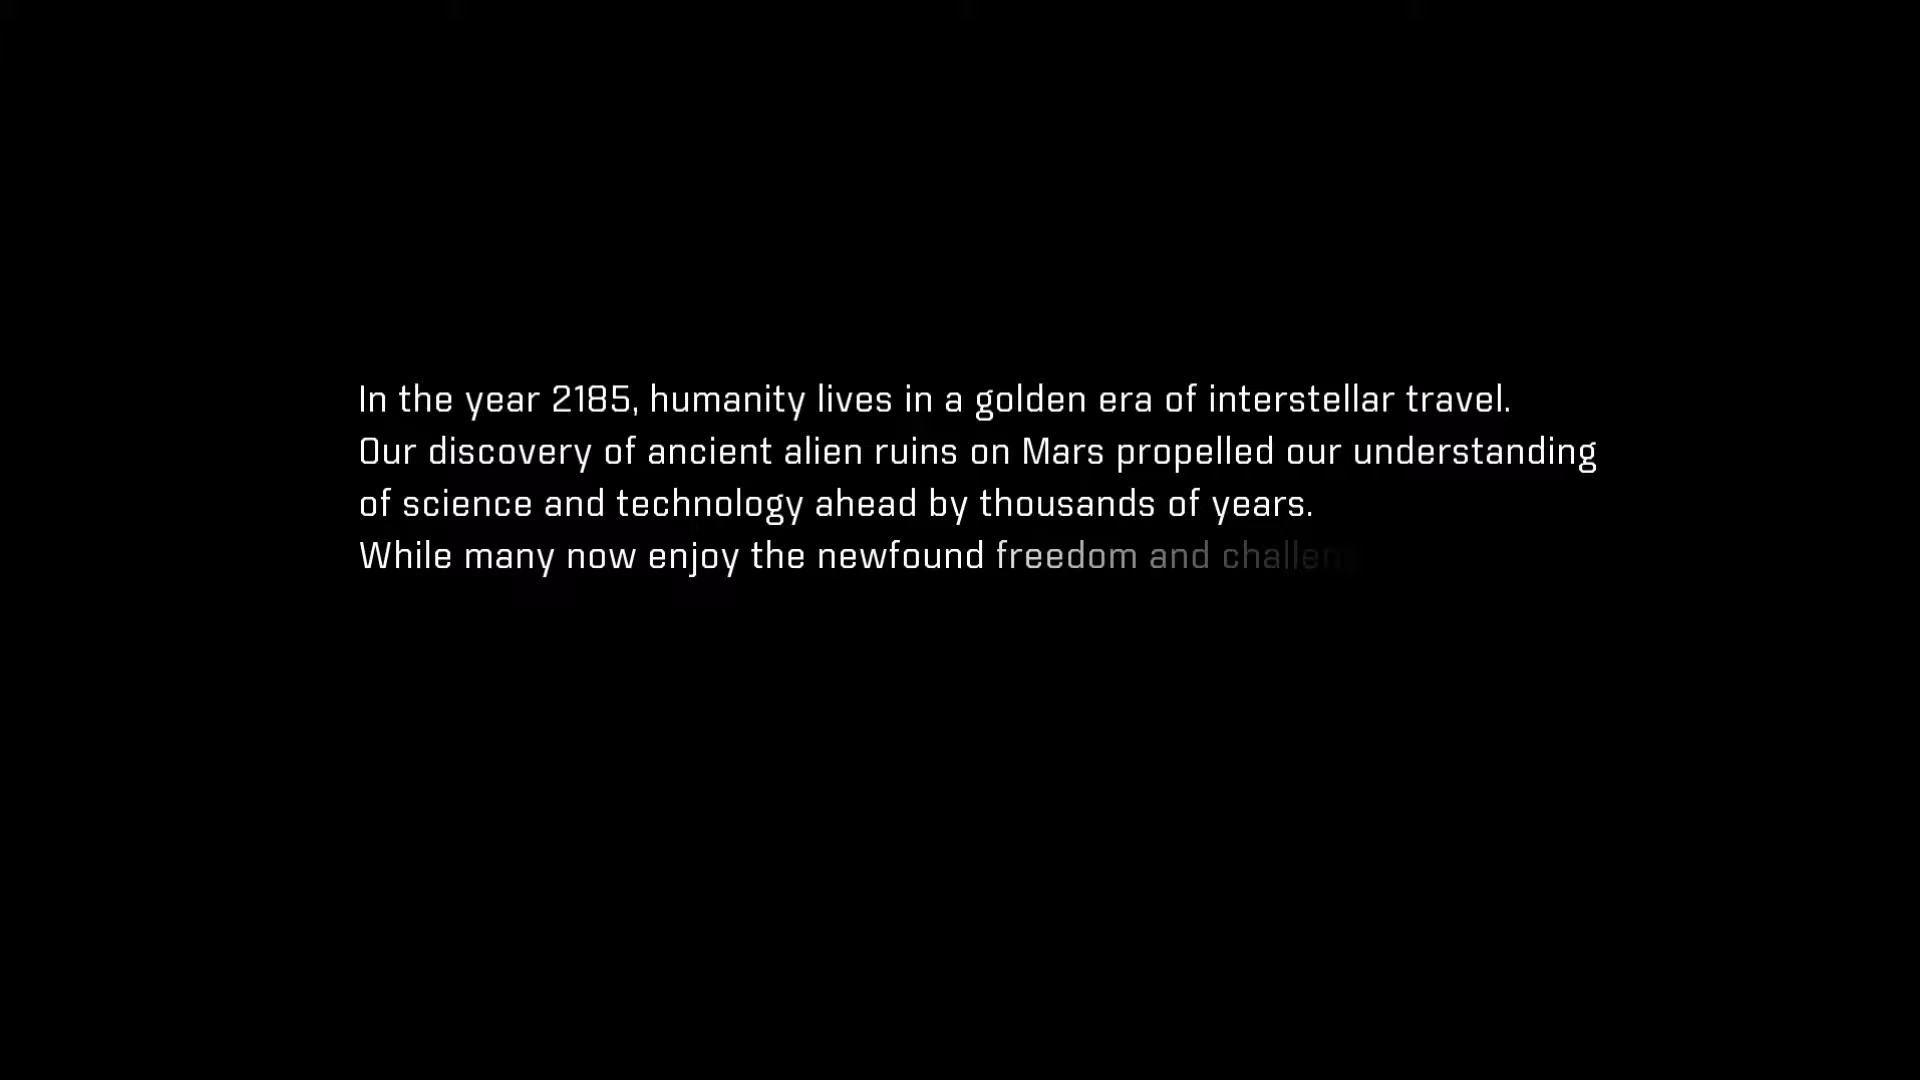 In the year 2185, humanity lives in a golden era of interstellar travel.
Our discovery of ancient alien ruins on Mars propelled our understanding
of science and technology ahead by thousands of years.
While many now enjoy the newfound freedom and